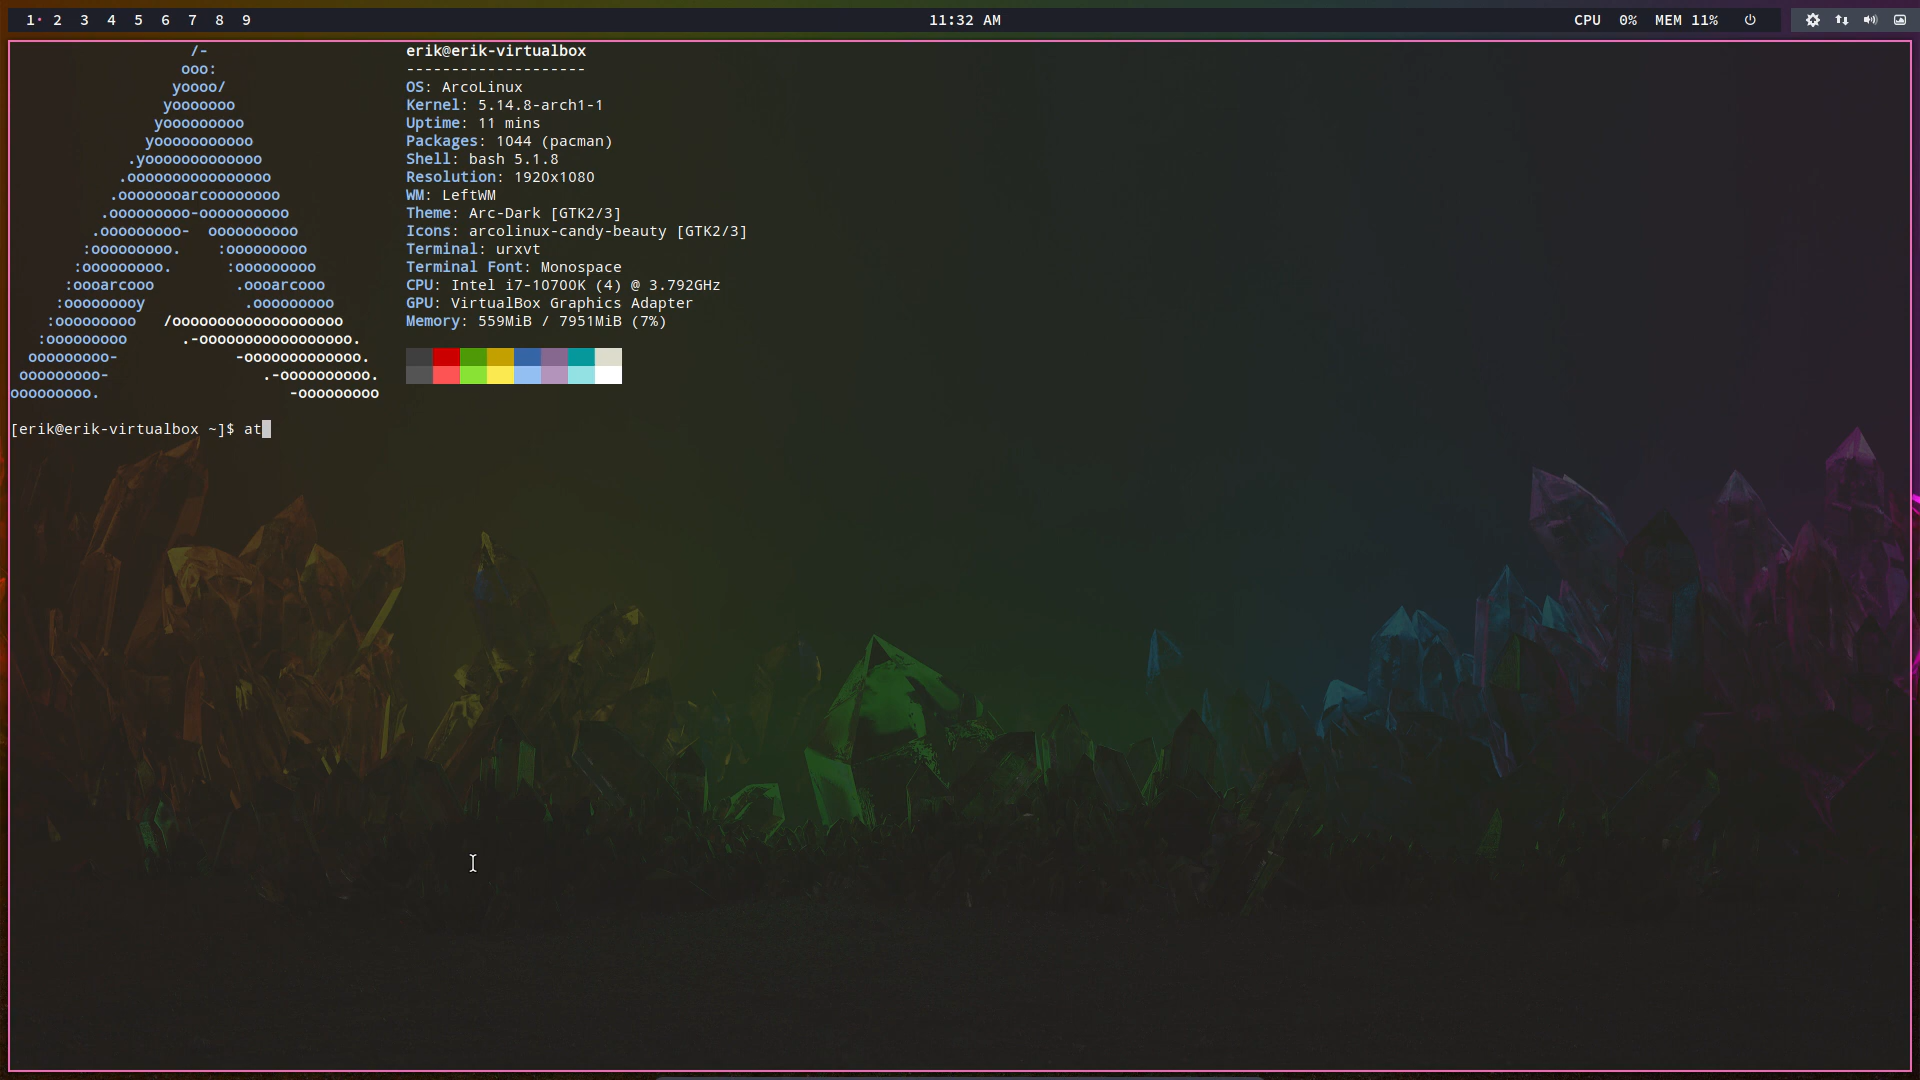 1 2 3 4 5 6 7 8 9 11:32 AM CPU 0% MEM 11%
/-
ooo:
yoooo/
yooooooo
yooooooooo
yooooooooooo
.yooooooooooooo
.oooooooooooooooo
.ooooooooarcoooooooo
.ooooooooo-oooooooooo
.ooooooooo-  oooooooooo
:ooooooooo.    :ooooooooo
:ooooooooo.      :ooooooooo
:oooarcooo         .oooarcooo
:ooooooooy           .ooooooooo
:ooooooooo   /ooooooooooooooooooo
:ooooooooo      .-ooooooooooooooooo.
ooooooooo-             -ooooooooooooo.
ooooooooo-                 .-oooooooooo.
ooooooooo.                     -ooooooooo
erik@erik-virtualbox
--------------------
OS: ArcoLinux
Kernel: 5.14.8-arch1-1
Uptime: 11 mins
Packages: 1044 (pacman)
Shell: bash 5.1.8
Resolution: 1920x1080
WM: LeftWM
Theme: Arc-Dark [GTK2/3]
Icons: arcolinux-candy-beauty [GTK2/3]
Terminal: urxvt
Terminal Font: Monospace
CPU: Intel i7-10700K (4) @ 3.792GHz
GPU: VirtualBox Graphics Adapter
Memory: 559MiB / 7951MiB (7%)
[erik@erik-virtualbox ~]$ at